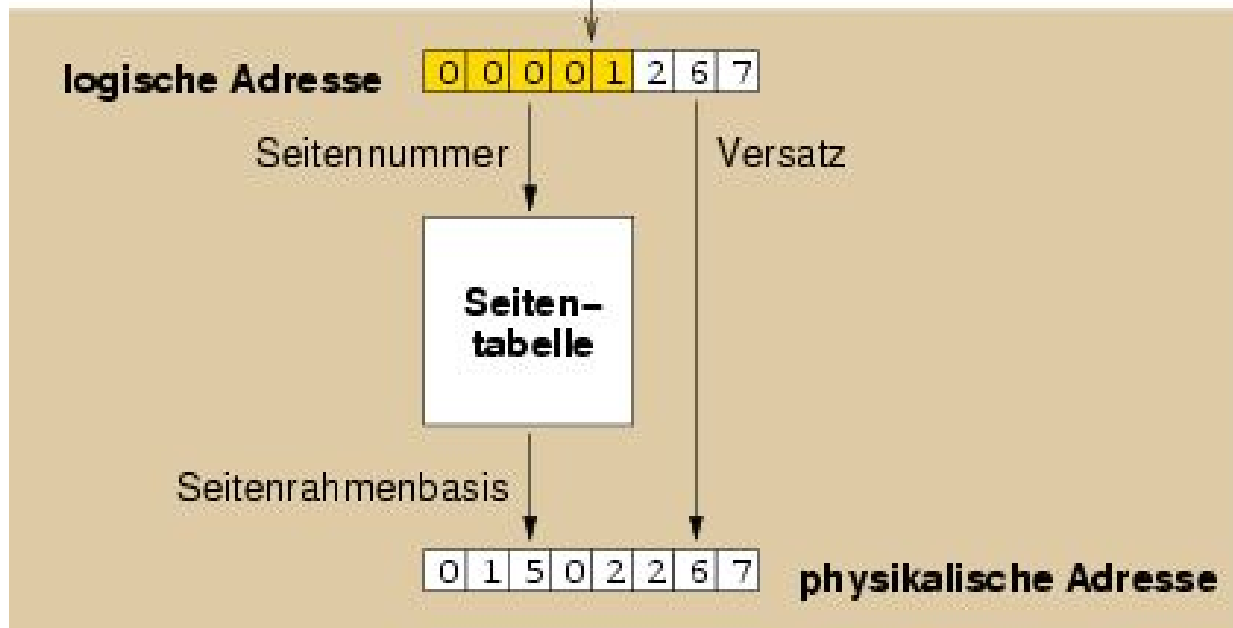 logische Adresse 0 0 0 0 1 2 6 7
Seitennummer Versatz
Seiten–
tabelle
Seitenrahmenbasis
0 1 5 0 2 2 6 7 physikalische Adresse